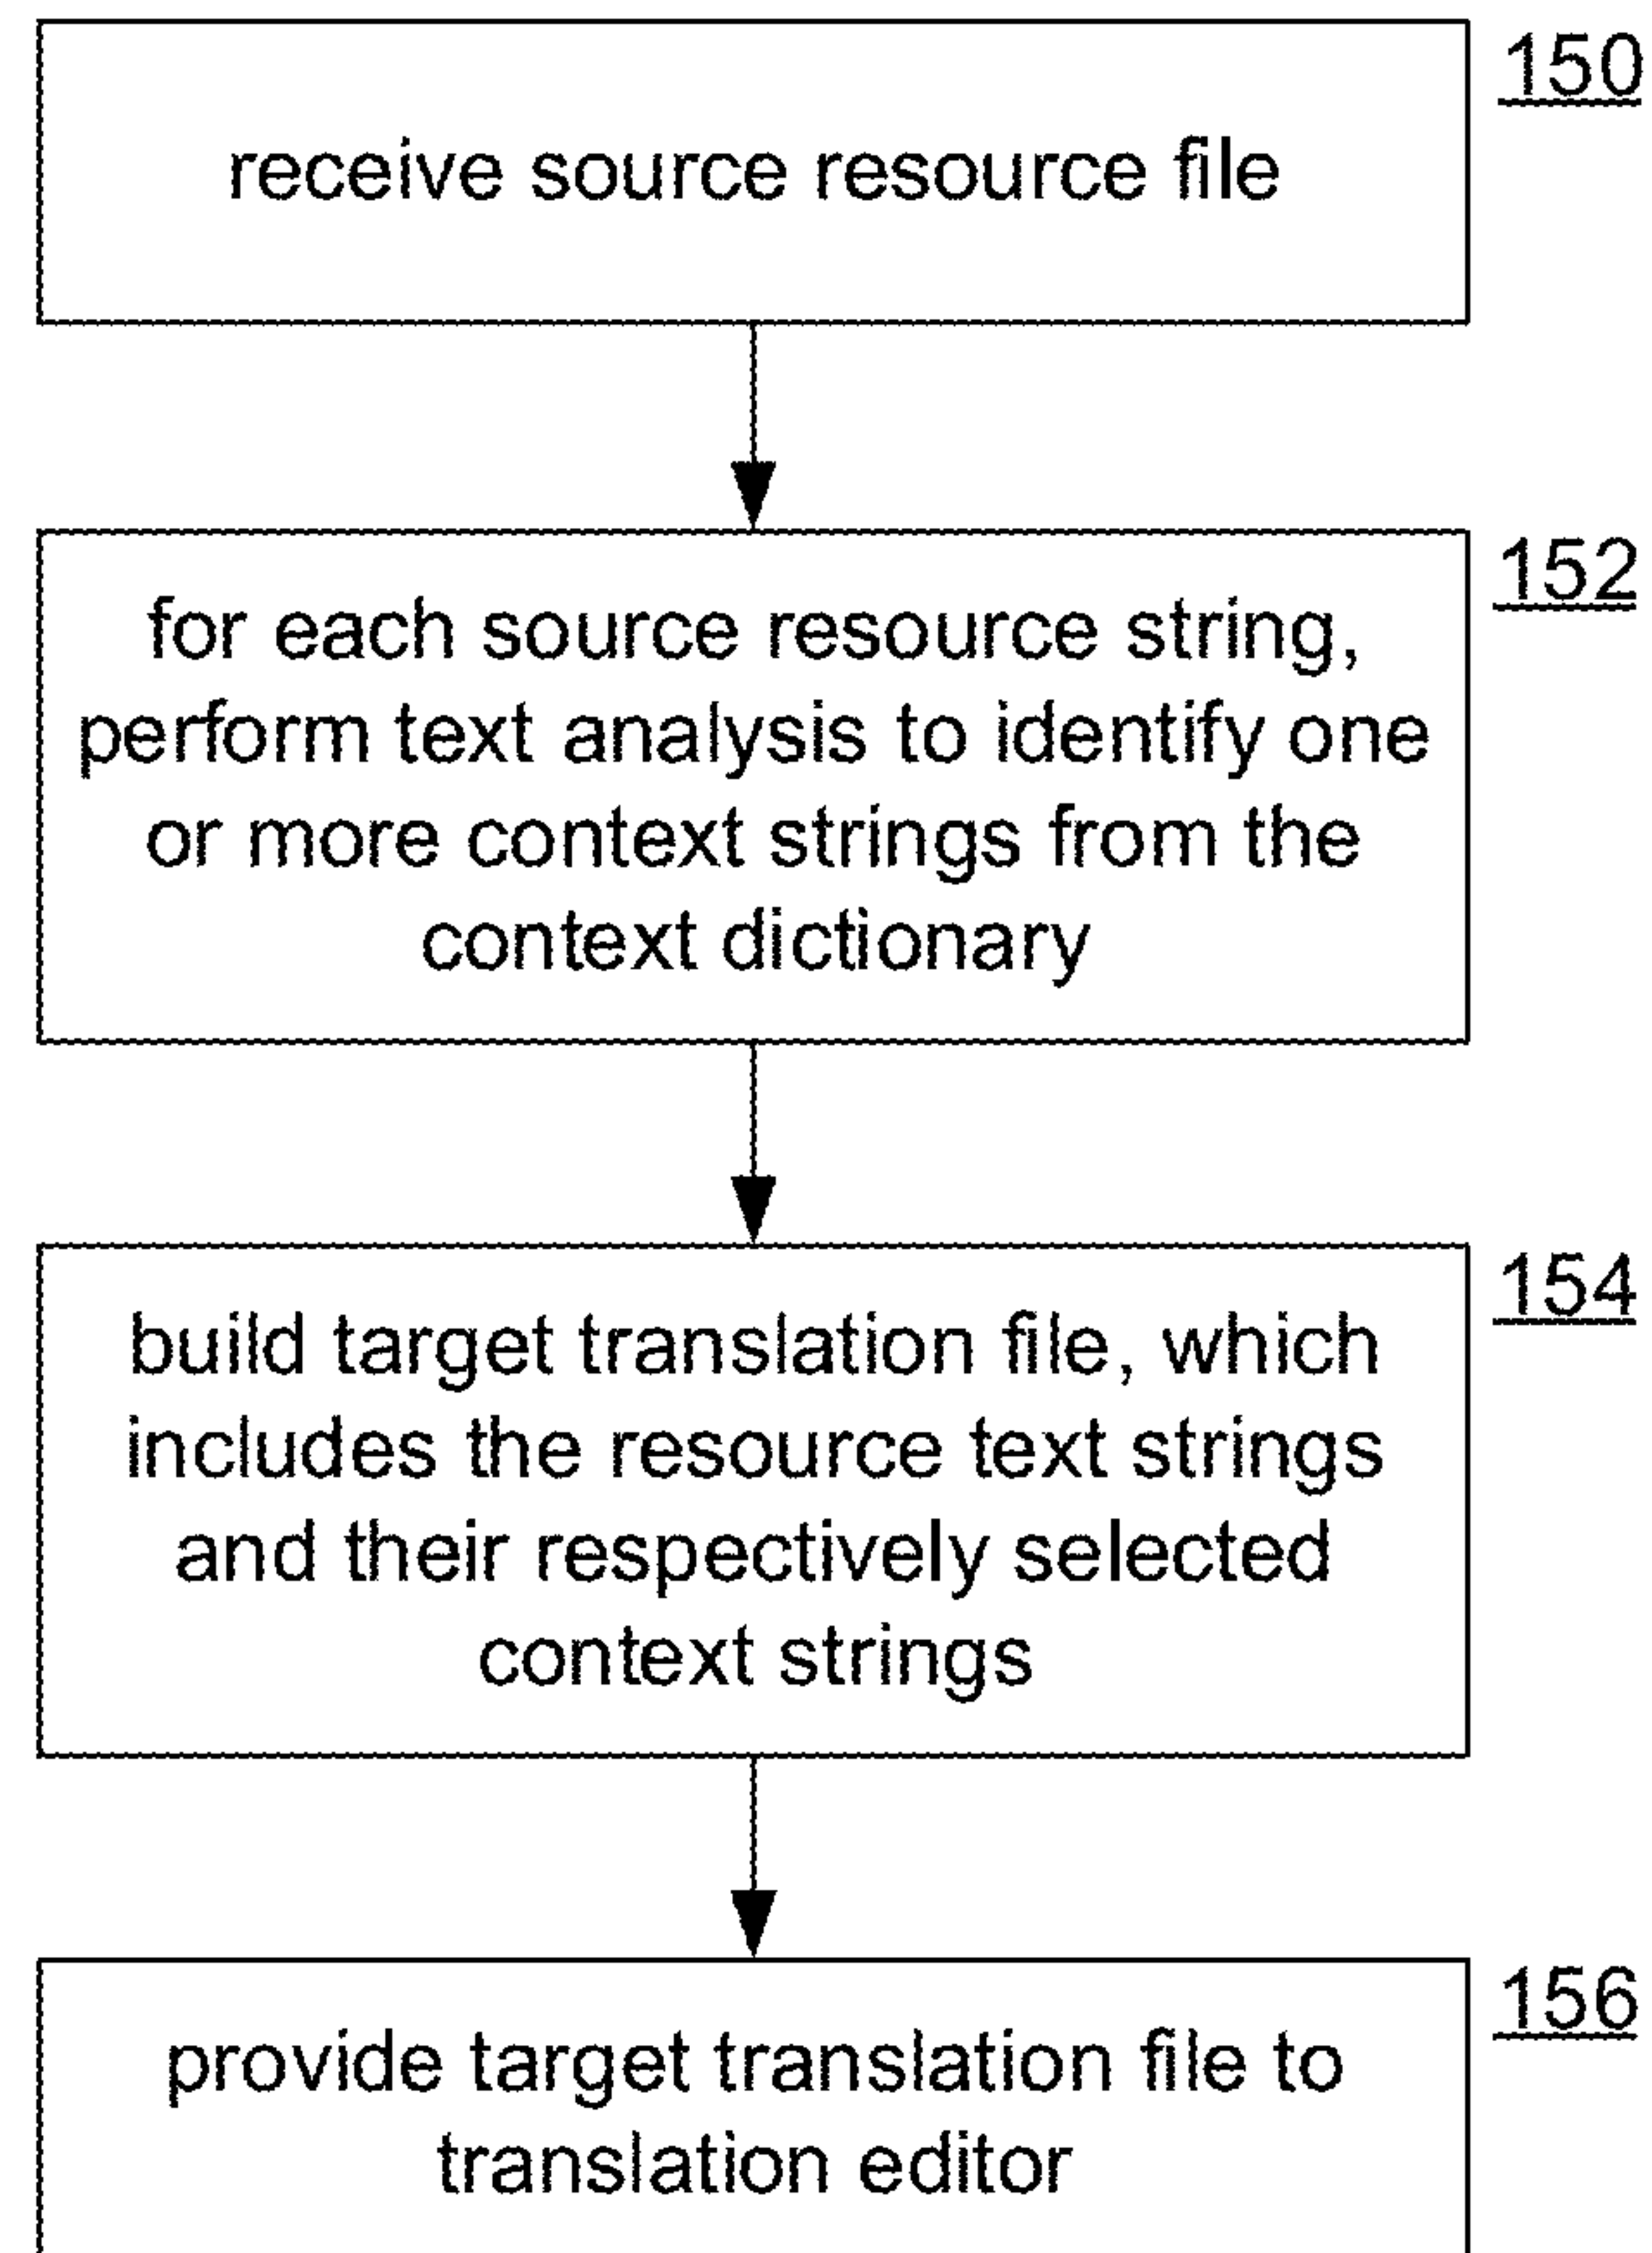 150
receive source resource file
152
for each source resource string,
perform text analysis to identify one
or more context strings from the
context dictionary
154
build target translation file, which
includes the resource text strings
and their respectively selected
context strings
156
provide target translation file to
translation editor